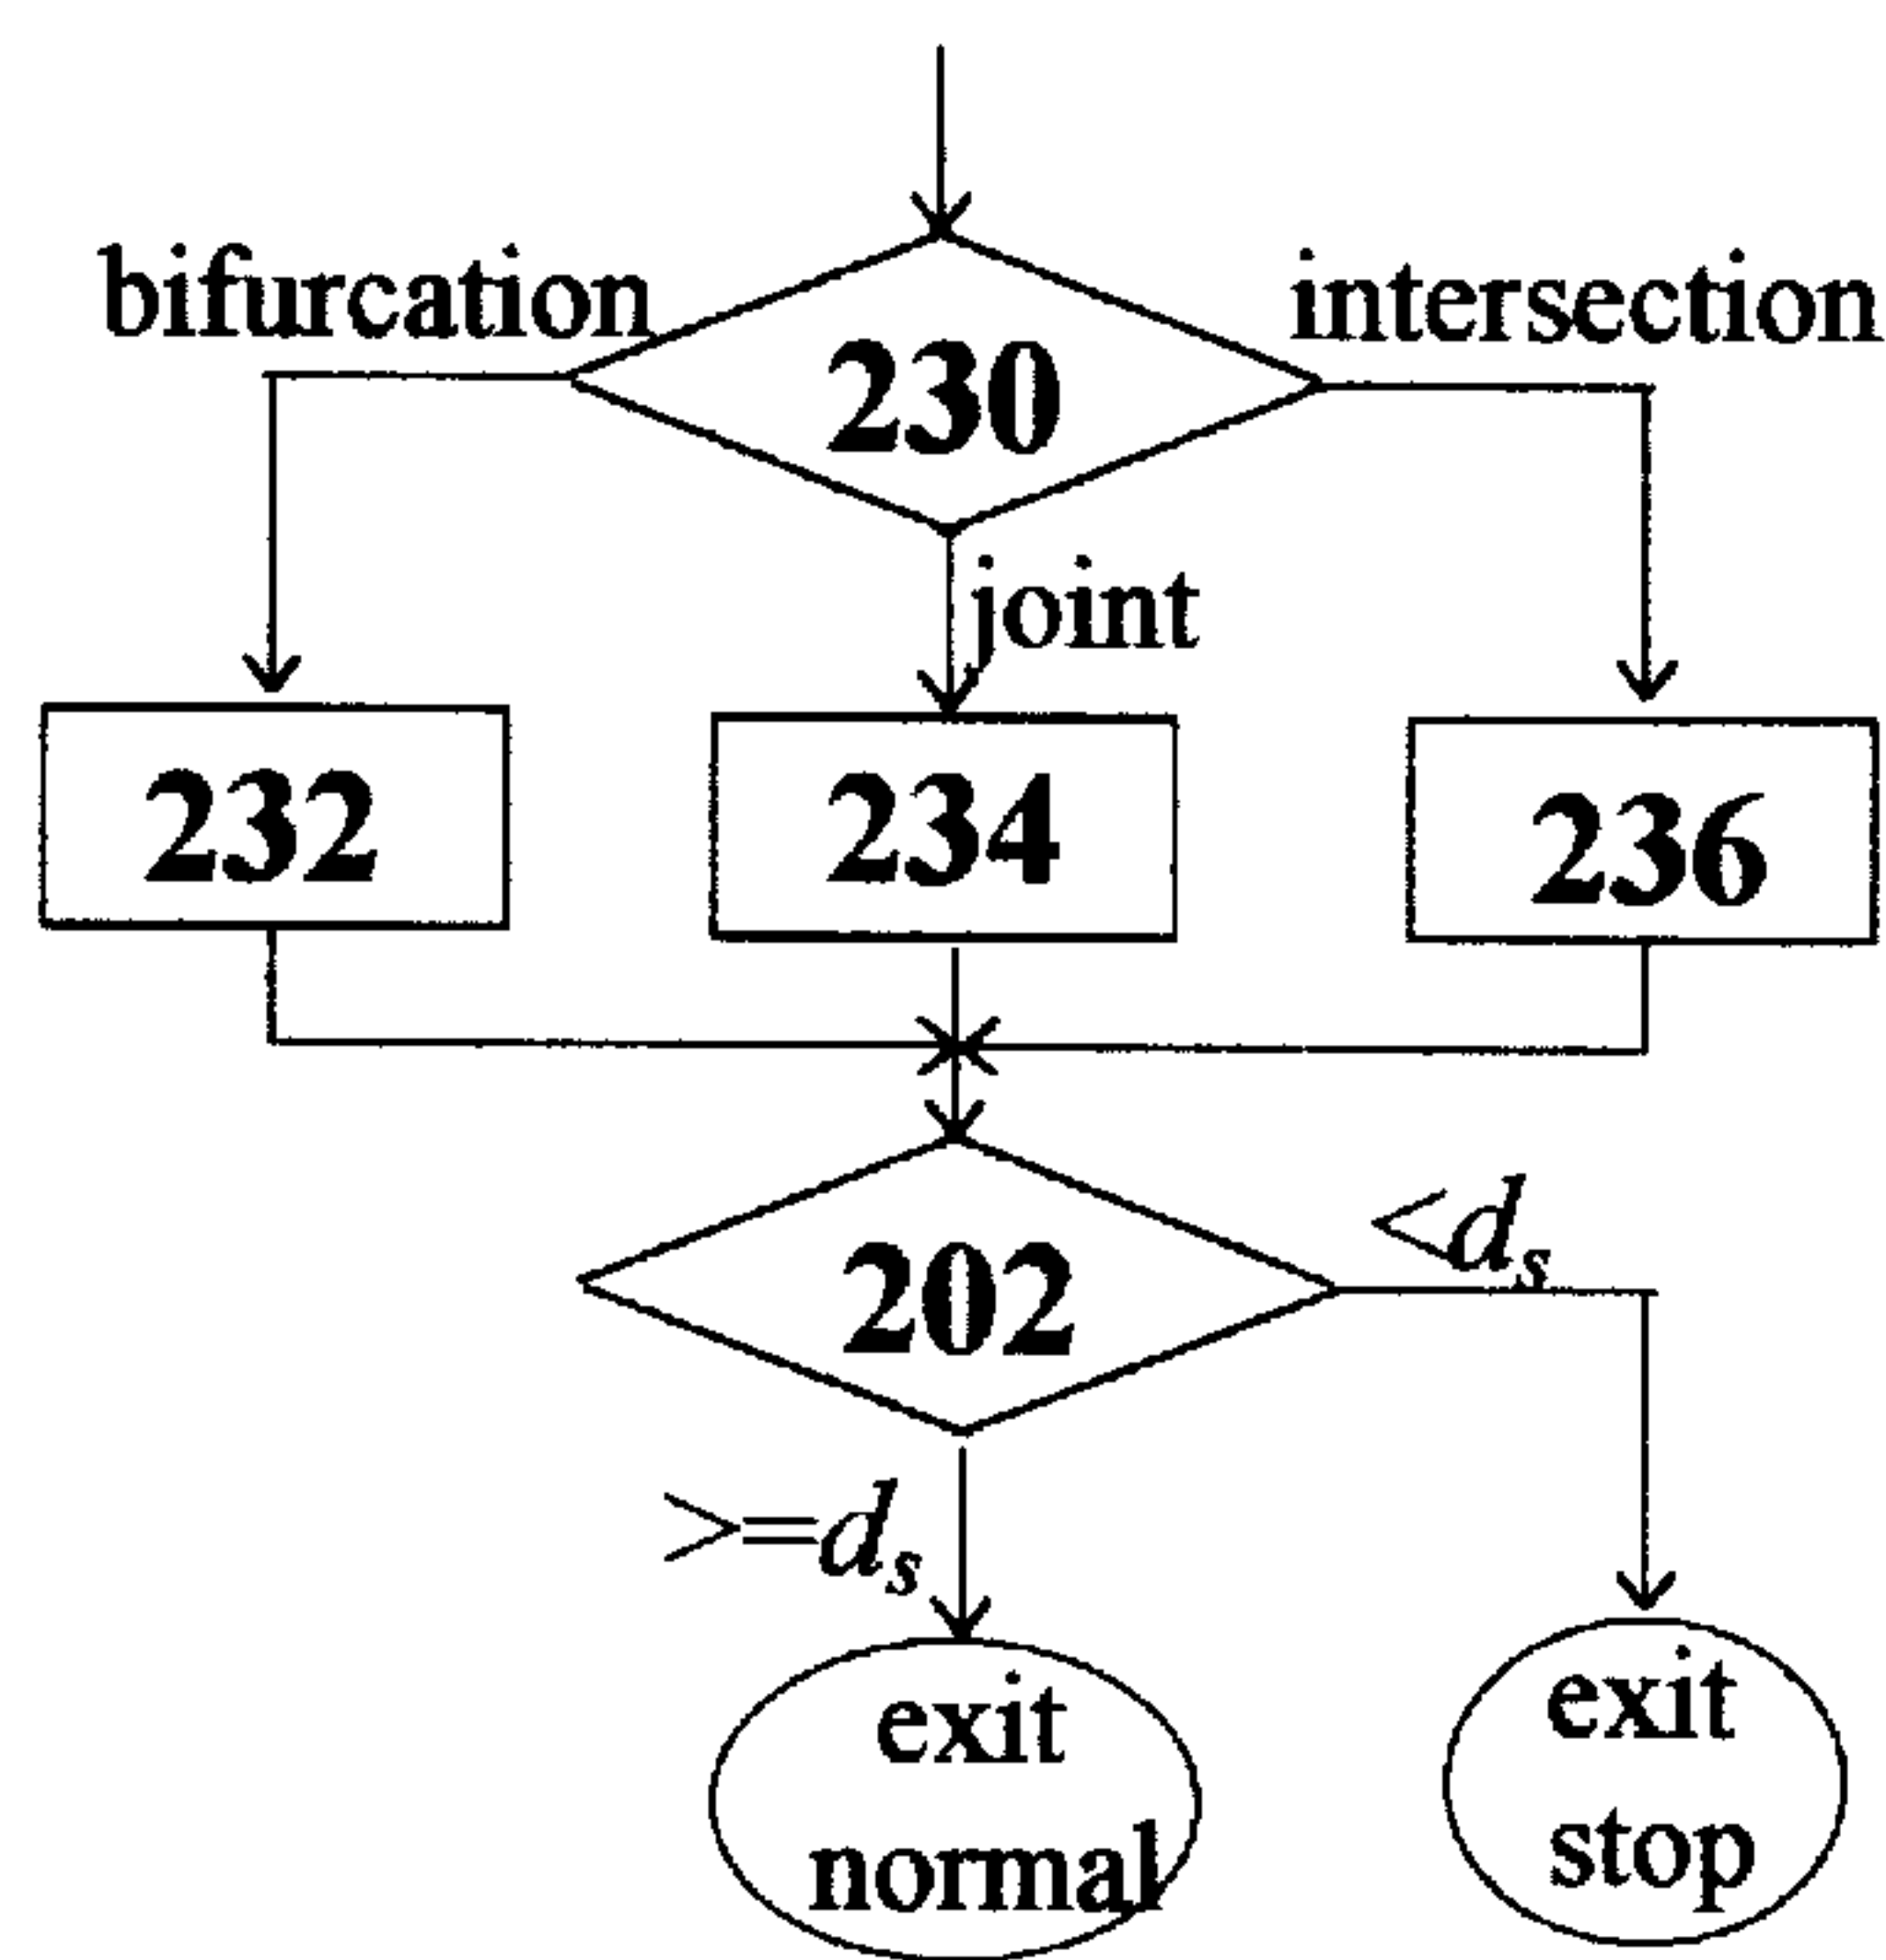 bifurcation
intersection
230
joint
232
234
236
202
<dₛ
>=dₛ
exit
normal
exit
stop